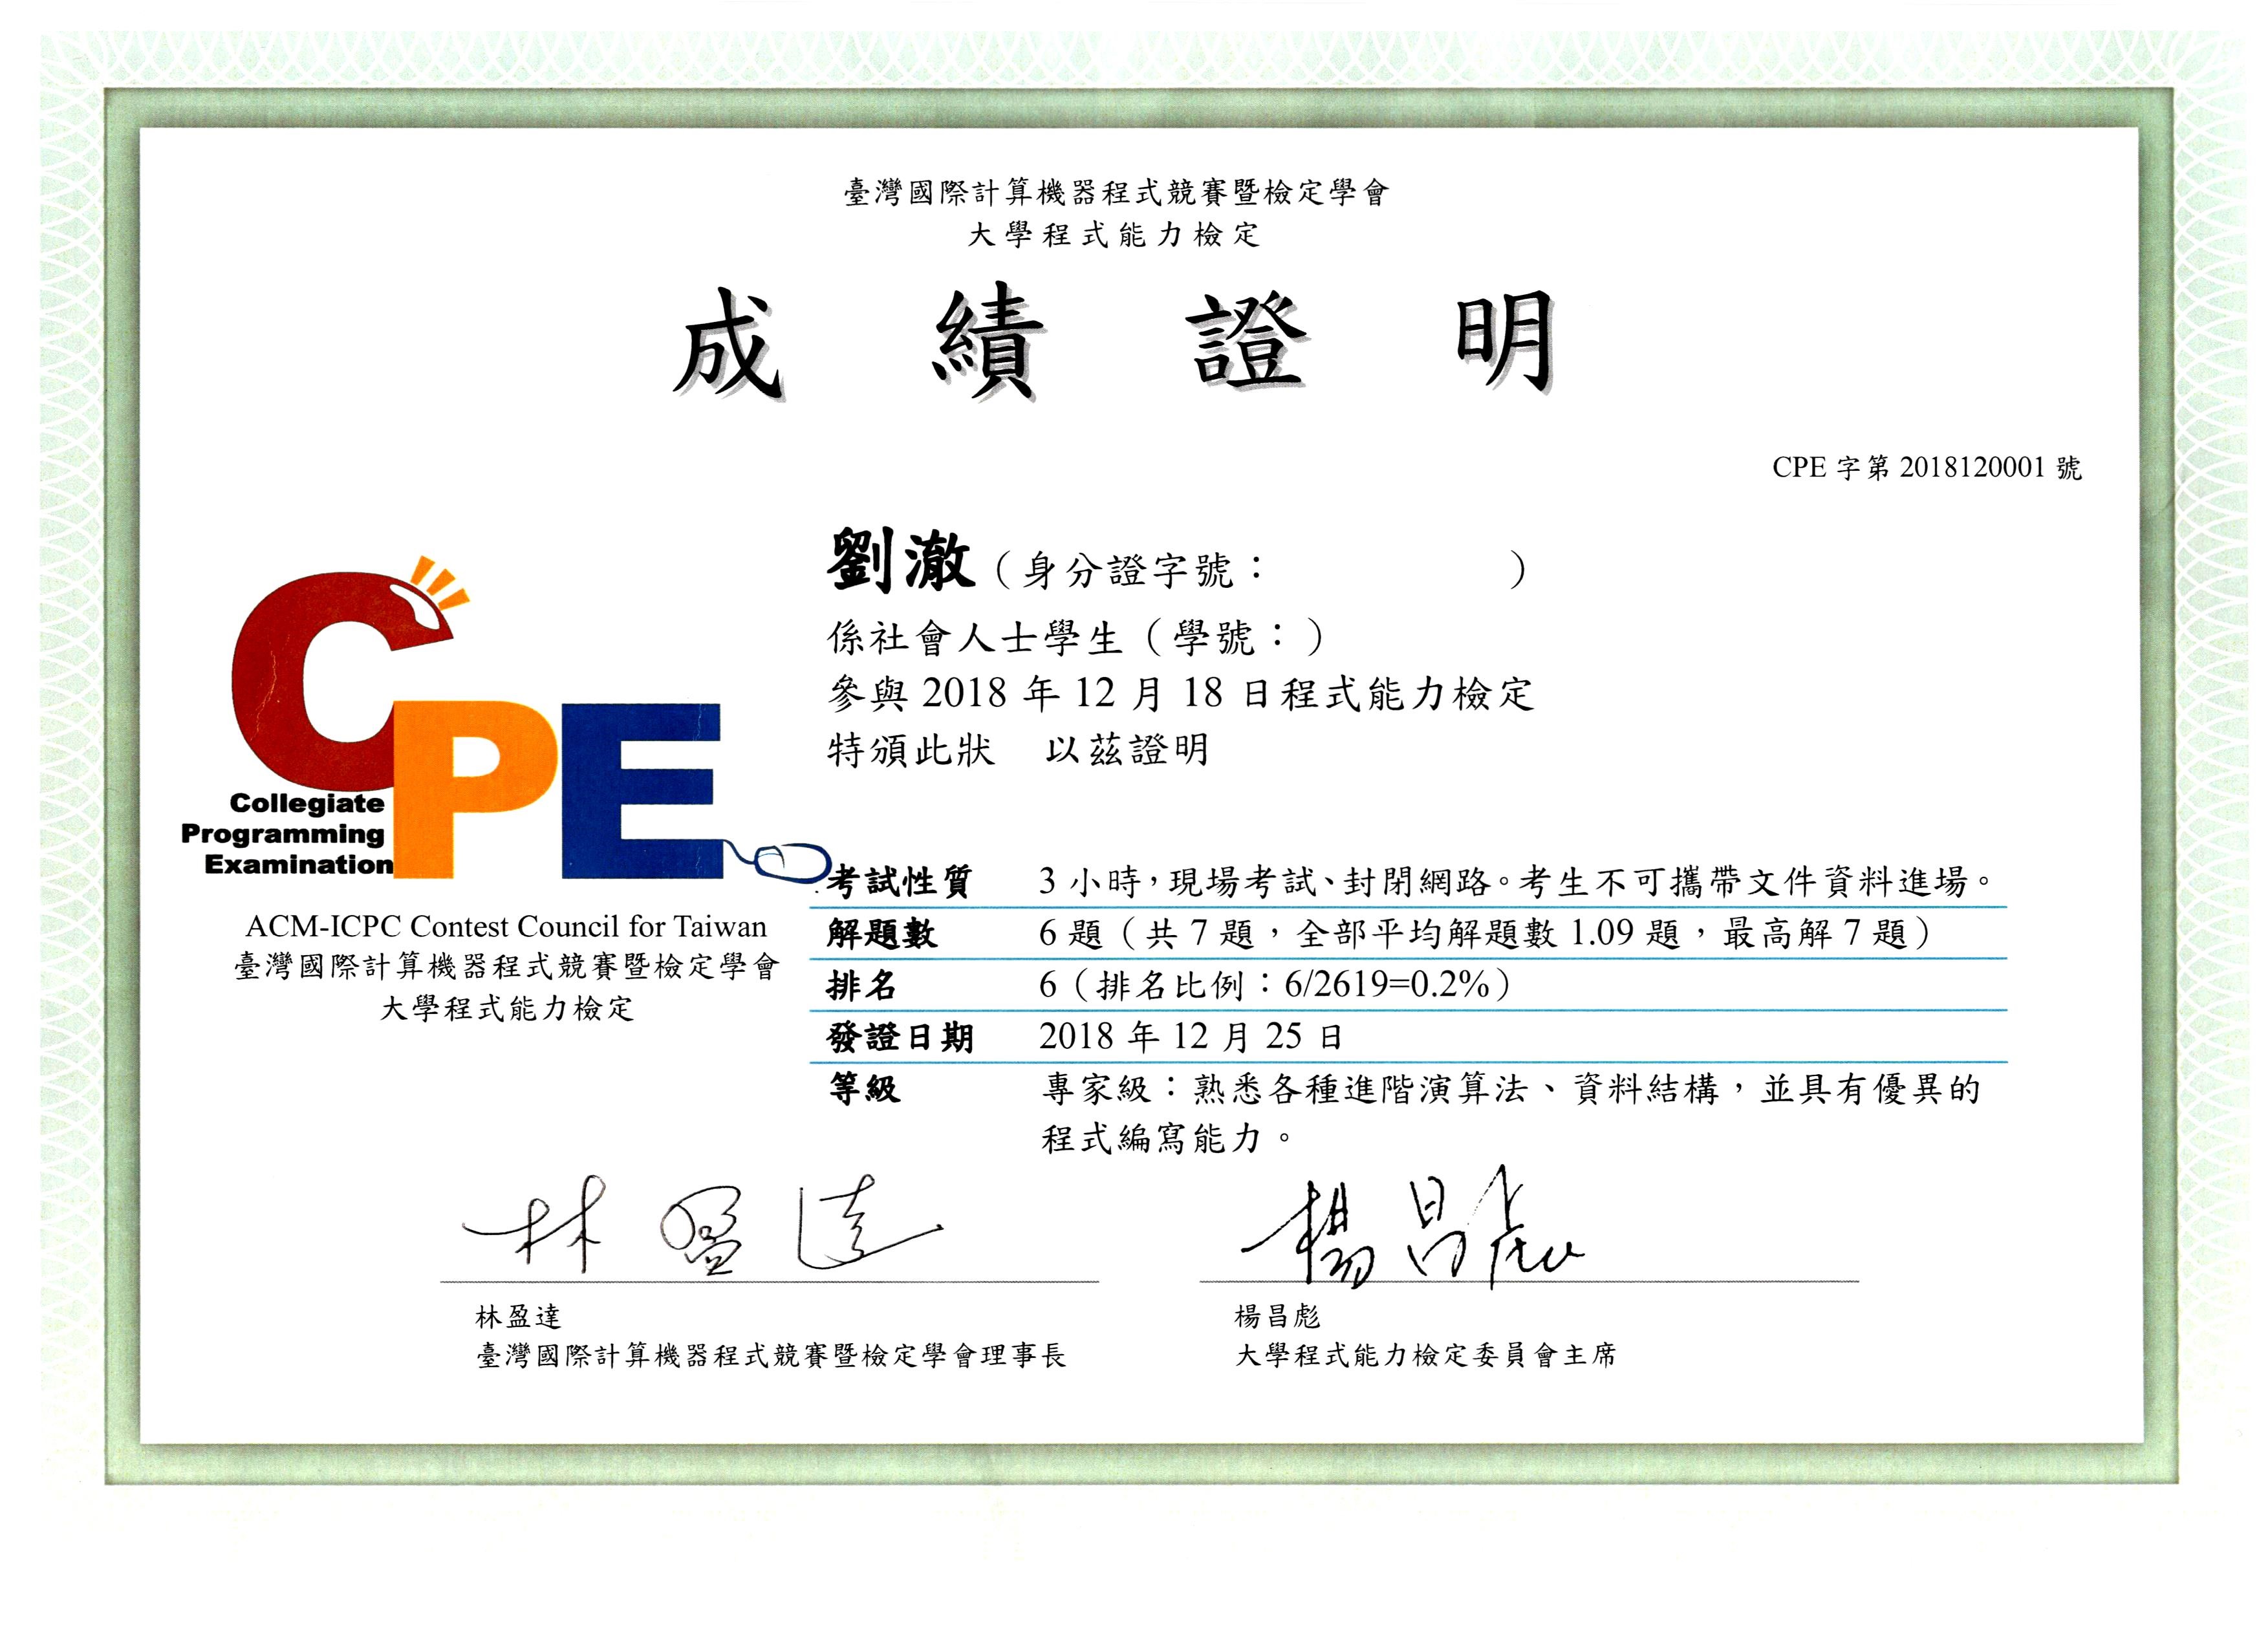 臺灣國際計算機器程式競賽暨檢定學會
大學程式能力檢定
成績證明
CPE 字第 2018120001 號
劉澈（身分證字號：　　　　　）
係社會人士學生（學號：）
參與 2018 年 12 月 18 日程式能力檢定
特頒此狀　以茲證明
CPE
Collegiate
Programming
Examination
ACM-ICPC Contest Council for Taiwan
臺灣國際計算機器程式競賽暨檢定學會
大學程式能力檢定
考試性質　3 小時，現場考試、封閉網路。考生不可攜帶文件資料進場。
解題數　6 題（共 7 題，全部平均解題數 1.09 題，最高解 7 題）
排名　6（排名比例：6/2619=0.2%）
發證日期　2018 年 12 月 25 日
等級　專家級：熟悉各種進階演算法、資料結構，並具有優異的
程式編寫能力。
林盈達
楊昌彪
林盈達
臺灣國際計算機器程式競賽暨檢定學會理事長
楊昌彪
大學程式能力檢定委員會主席